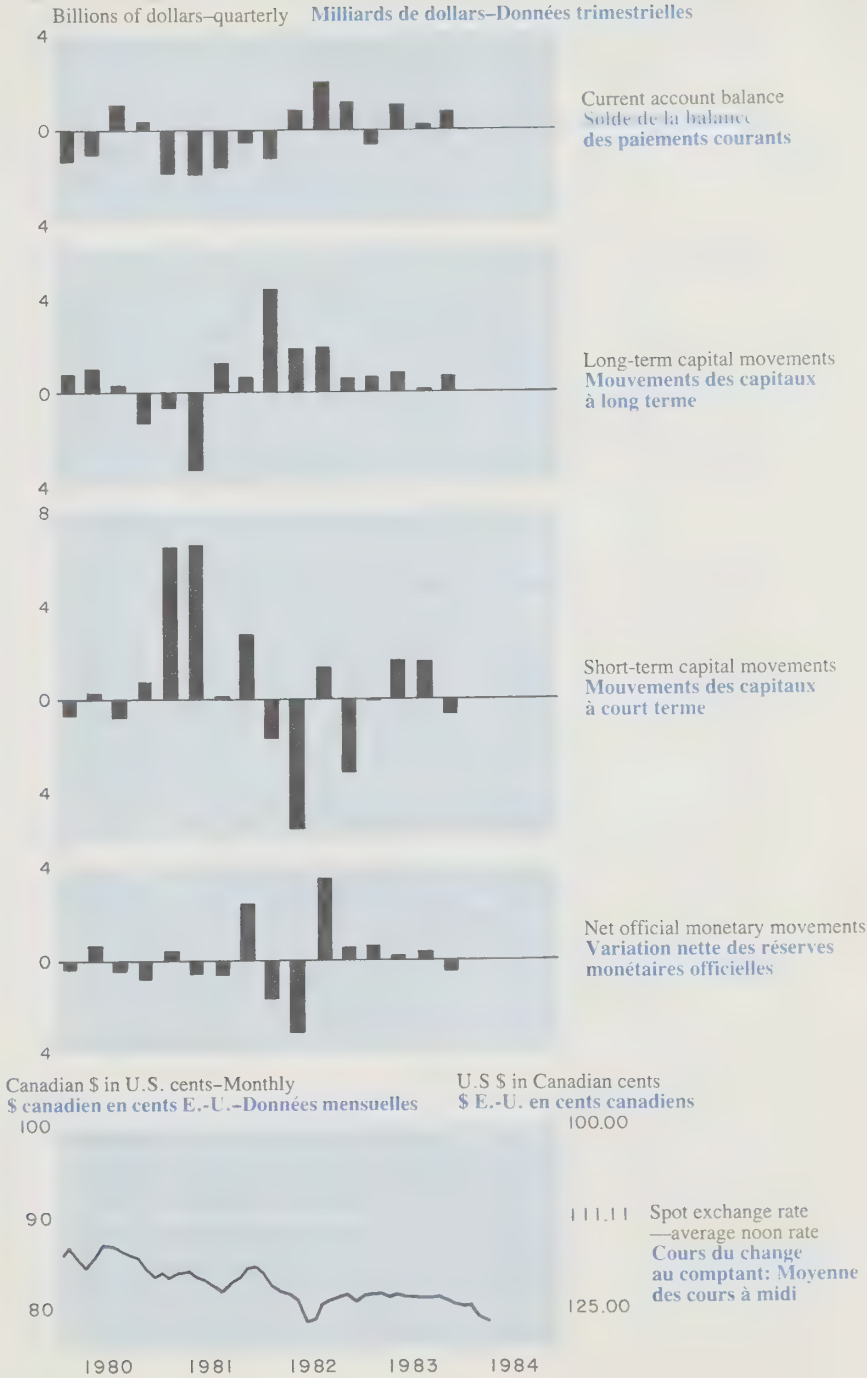 Billions of dollars–quarterly Milliards de dollars–Données trimestrielles
4
0
4
Current account balance
Solde de la balance
des paiements courants
4
0
4
Long-term capital movements
Mouvements des capitaux
à long terme
8
4
0
4
Short-term capital movements
Mouvements des capitaux
à court terme
4
0
4
Net official monetary movements
Variation nette des réserves
monétaires officielles
Canadian $ in U.S. cents–Monthly
$ canadien en cents E.-U.–Données mensuelles
U.S $ in Canadian cents
$ E.-U. en cents canadiens
100
100.00
90
111.11
80
125.00
Spot exchange rate
—average noon rate
Cours du change
au comptant: Moyenne
des cours à midi
1980 1981 1982 1983 1984